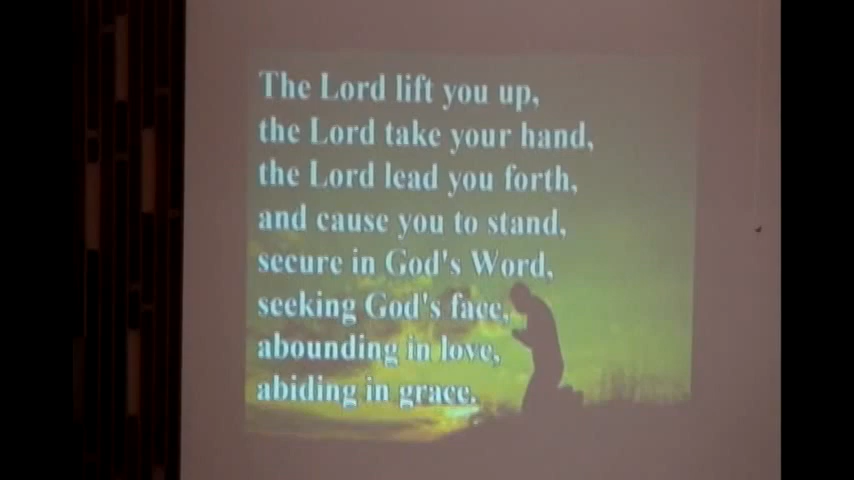 The Lord lift you up,
the Lord take your hand,
the Lord lead you forth,
and cause you to stand,
secure in God's Word,
seeking God's face,
abounding in love,
abiding in grace.